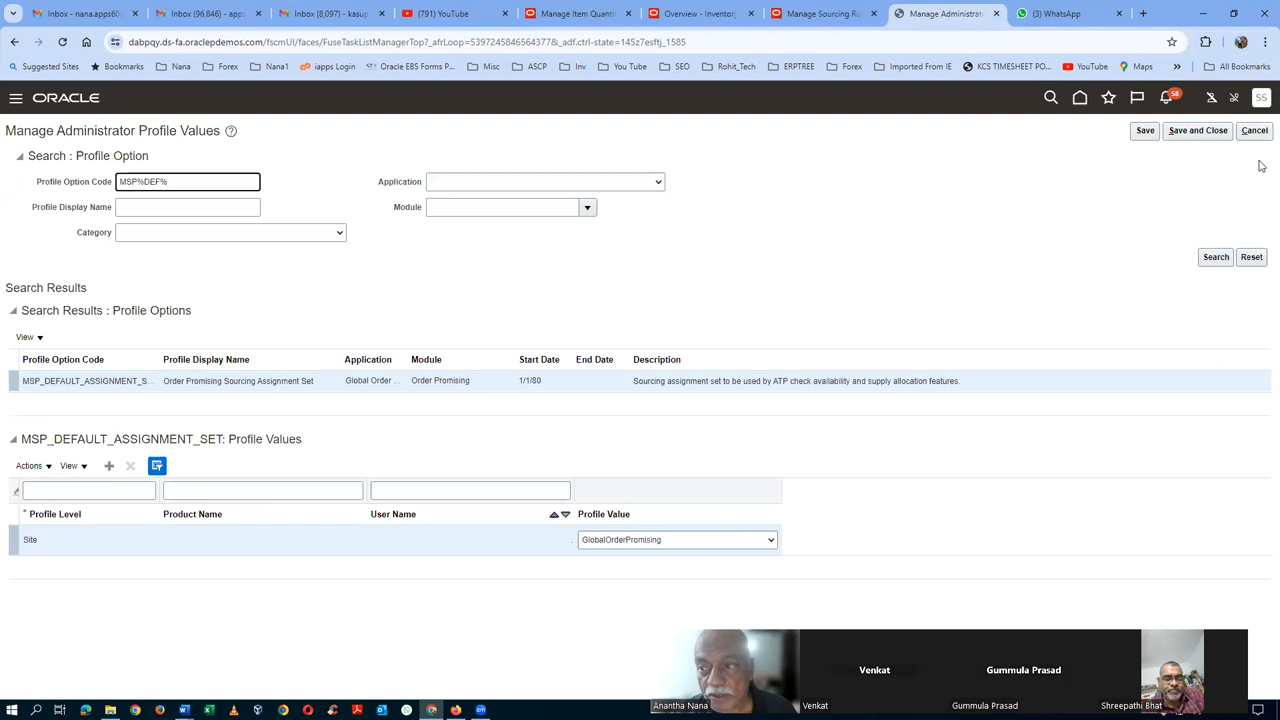 Inbox - nana.apps60
Inbox (96,846) - apps
Inbox (8,097) - kasup
(791) YouTube
Manage Item Quanti
Overview - Inventory
Manage Sourcing Ru
Manage Administrat
(3) WhatsApp
dabpqy.ds-fa.oraclepdemos.com/fscmUI/faces/FuseTaskListManagerTop?_afrLoop=53972458465643778&_adf.ctrl-state=145z7esftj_1585
Suggested Sites
Bookmarks
Nana
Forex
Nana1
iapps Login
Oracle EBS Forms P...
Misc
ASCP
Inv
You Tube
SEO
Rohit_Tech
ERPTREE
Forex
Imported From IE
KCS TIMESHEET PO...
YouTube
Maps
All Bookmarks
ORACLE
58
SS
Manage Administrator Profile Values
Save
Save and Close
Cancel
Search : Profile Option
Profile Option Code MSP%DEF%
Application
Profile Display Name
Module
Category
Search
Reset
Search Results
Search Results : Profile Options
View
Profile Option Code Profile Display Name Application Module Start Date End Date Description
MSP_DEFAULT_ASSIGNMENT_S... Order Promising Sourcing Assignment Set Global Order ... Order Promising 1/1/80 Sourcing assignment set to be used by ATP check availability and supply allocation features.
MSP_DEFAULT_ASSIGNMENT_SET: Profile Values
Actions View
* Profile Level Product Name User Name Profile Value
Site GlobalOrderPromising
Venkat
Gummula Prasad
Anantha Nana
Venkat
Gummula Prasad
Shreepathi Bhat